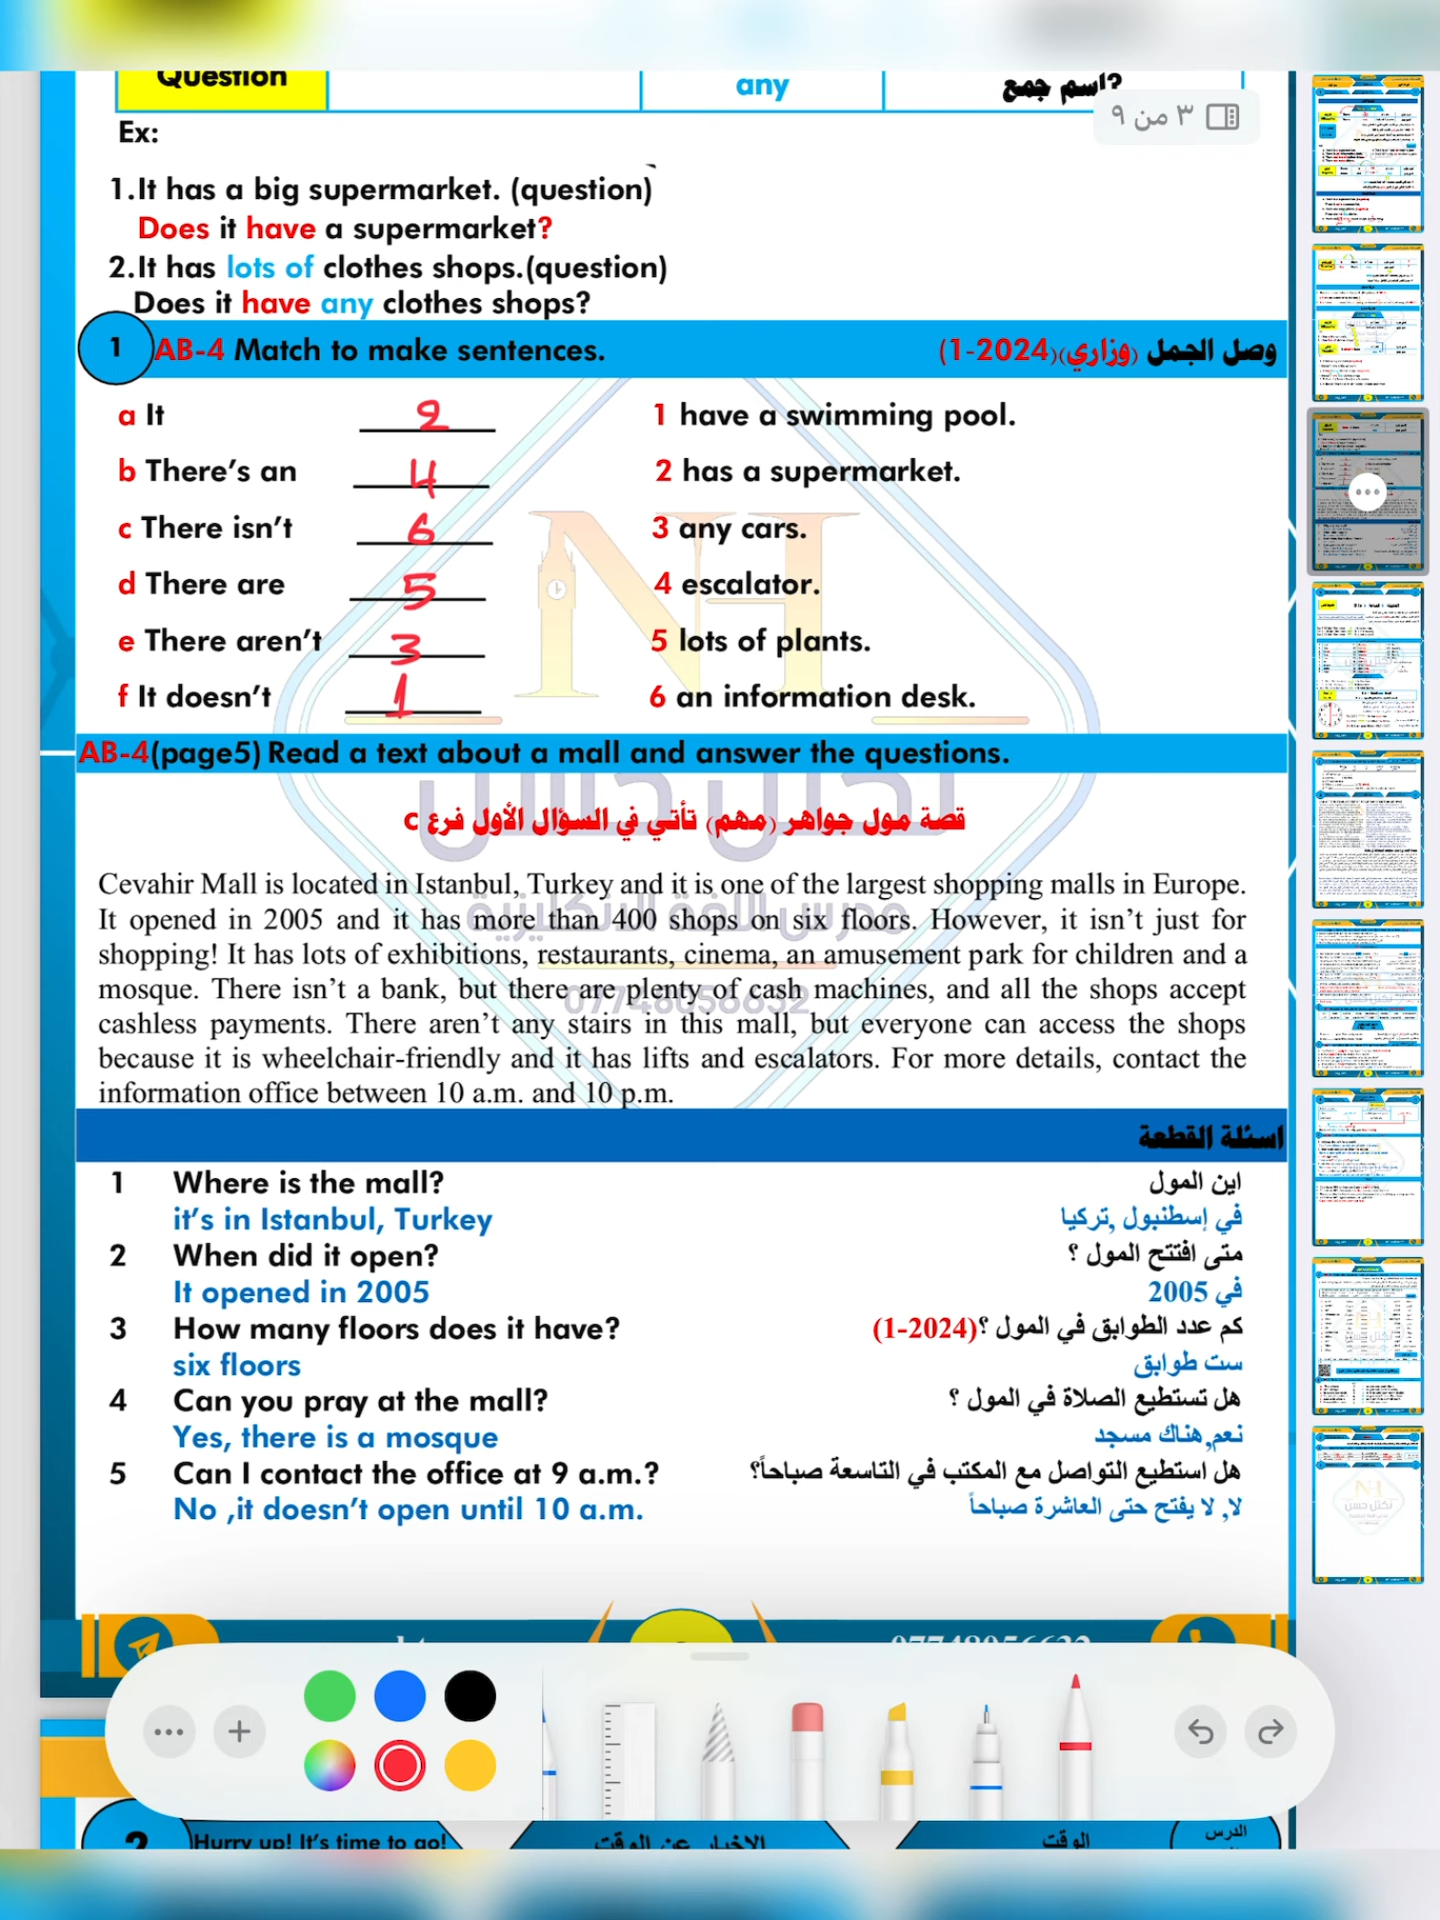 Question any اسم جمع?
٣ من ٩
Ex:
1.It has a big supermarket. (question)
Does it have a supermarket?
2.It has lots of clothes shops.(question)
Does it have any clothes shops?
1 AB-4 Match to make sentences. وصل الجمل (وزاري)(2024-1)
a It 2 1 have a swimming pool.
b There's an 4 2 has a supermarket.
c There isn't 6 3 any cars.
d There are 5 4 escalator.
e There aren't 3 5 lots of plants.
f It doesn't 1 6 an information desk.
AB-4(page5) Read a text about a mall and answer the questions.
قصة مول جواهر (مهم) تأتي في السؤال الأول فرع c
Cevahir Mall is located in Istanbul, Turkey and it is one of the largest shopping malls in Europe.
It opened in 2005 and it has more than 400 shops on six floors. However, it isn't just for
shopping! It has lots of exhibitions, restaurants, cinema, an amusement park for children and a
mosque. There isn't a bank, but there are plenty of cash machines, and all the shops accept
cashless payments. There aren't any stairs in this mall, but everyone can access the shops
because it is wheelchair-friendly and it has lifts and escalators. For more details, contact the
information office between 10 a.m. and 10 p.m.
NH
مدرس اللغة الانكليزية
اسئلة القطعة
1 Where is the mall? اين المول
it's in Istanbul, Turkey في إسطنبول ,تركيا
2 When did it open? متى افتتح المول ؟
It opened in 2005 في 2005
3 How many floors does it have? كم عدد الطوابق في المول ؟(2024-1)
six floors ست طوابق
4 Can you pray at the mall? هل تستطيع الصلاة في المول ؟
Yes, there is a mosque نعم,هناك مسجد
5 Can I contact the office at 9 a.m.? هل استطيع التواصل مع المكتب في التاسعة صباحاً؟
No ,it doesn't open until 10 a.m. لا, لا يفتح حتى العاشرة صباحاً
2 Hurry up! It's time to go! الاخبار عن الوقت الوقت الدرس